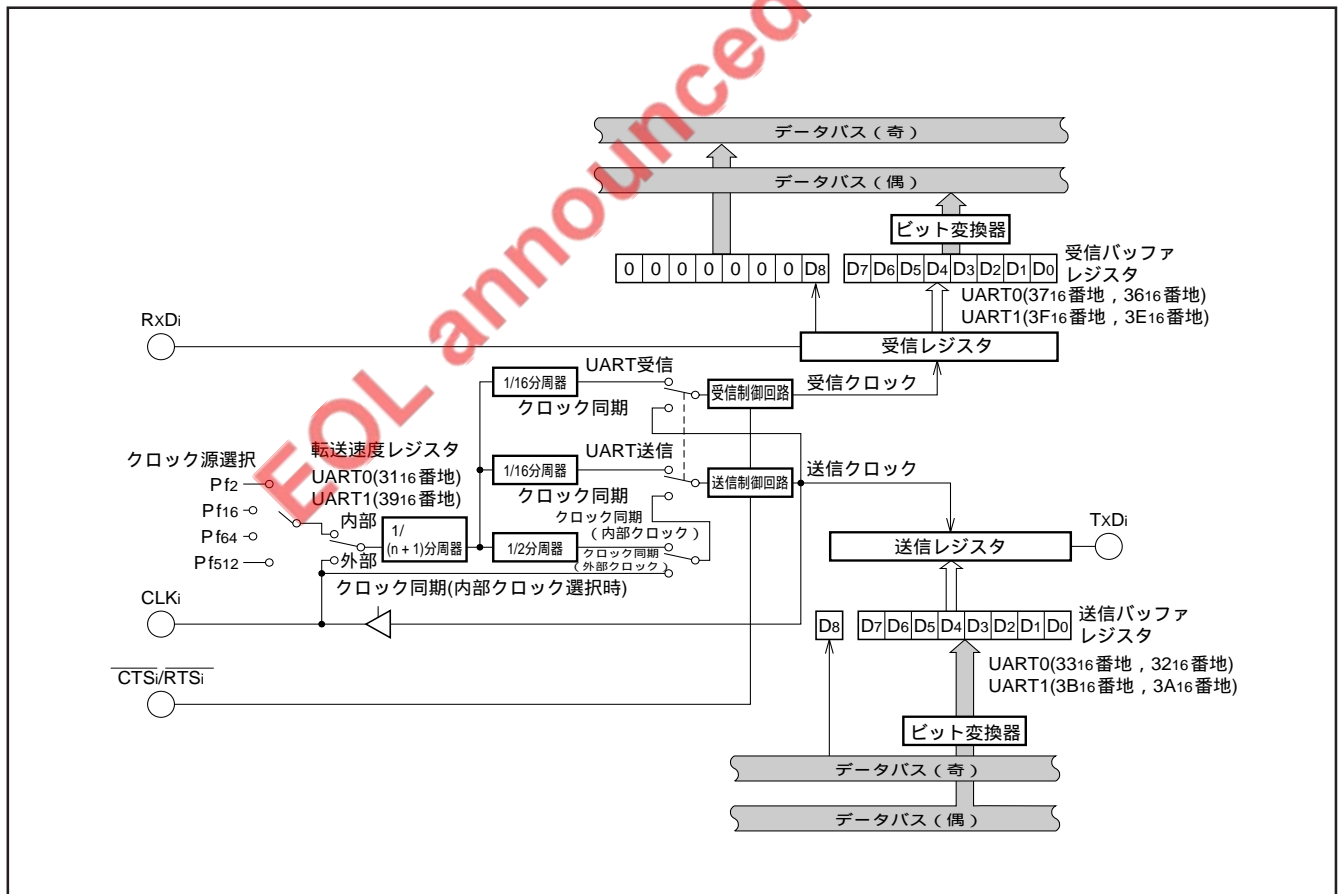 EOL announced
データバス（奇）
データバス（偶）
ビット変換器
0 0 0 0 0 0 0 D8
D7 D6 D5 D4 D3 D2 D1 D0
受信バッファ
レジスタ
UART0(3716番地，3616番地)
UART1(3F16番地，3E16番地)
RXDi
受信レジスタ
UART受信
1/16分周器
クロック同期
受信制御回路
受信クロック
クロック源選択
転送速度レジスタ
UART0(3116番地)
UART1(3916番地)
Pf2
Pf16
Pf64
Pf512
内部
外部
1/
(n + 1)分周器
UART送信
1/16分周器
クロック同期
送信制御回路
送信クロック
クロック同期
（内部クロック）
1/2分周器
クロック同期
（外部クロック）
クロック同期(内部クロック選択時)
TXDi
送信レジスタ
CLKi
D8
D7 D6 D5 D4 D3 D2 D1 D0
送信バッファ
レジスタ
UART0(3316番地，3216番地)
UART1(3B16番地，3A16番地)
CTSi/RTSi
ビット変換器
データバス（奇）
データバス（偶）